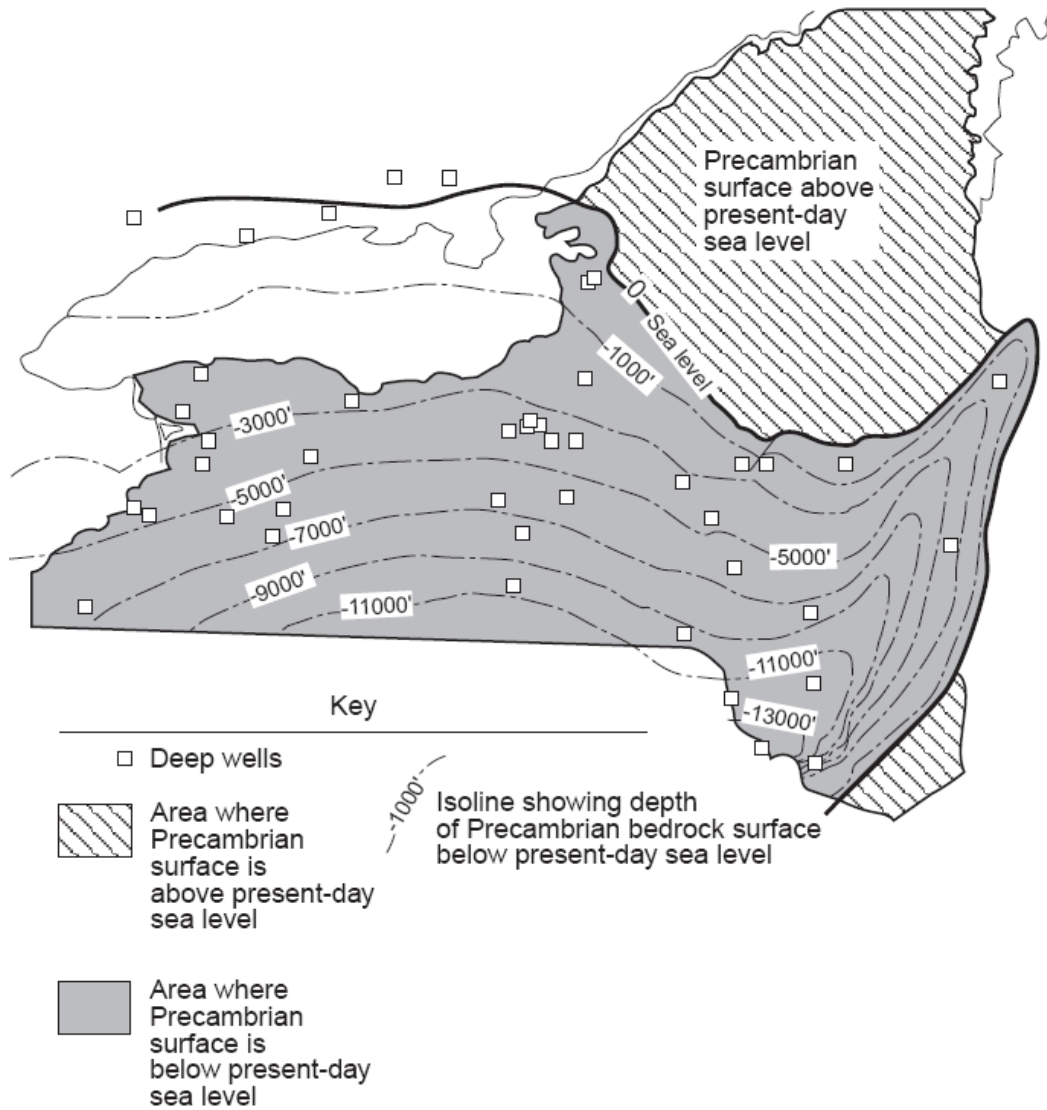 Precambrian
surface above
present-day
sea level
0
Sea level
-1000'
-3000'
-5000'
-7000'
-5000'
-9000'
-11000'
-11000'
-13000'
Key
Deep wells
Area where
Precambrian
surface is
above present-day
sea level
-1000'
Isoline showing depth
of Precambrian bedrock surface
below present-day sea level
Area where
Precambrian
surface is
below present-day
sea level